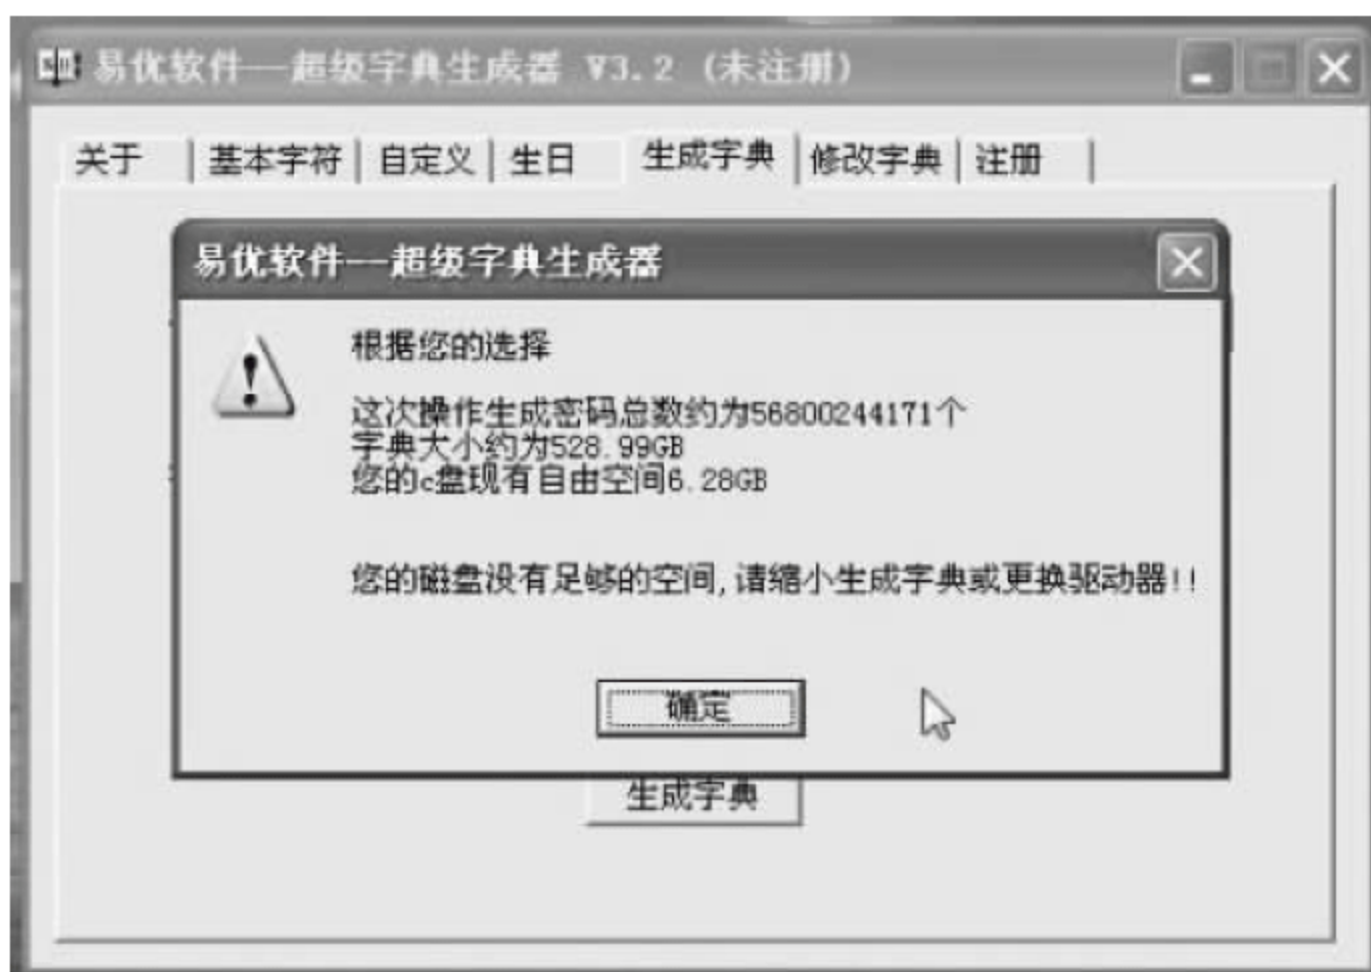 易优软件--超级字典生成器 V3.2 (未注册)
关于 基本字符 自定义 生日 生成字典 修改字典 注册
易优软件--超级字典生成器
根据您的选择
这次操作生成密码总数约为56800244171个
字典大小约为528.99GB
您的c盘现有自由空间6.28GB
您的磁盘没有足够的空间,请缩小生成字典或更换驱动器!!
确定
生成字典